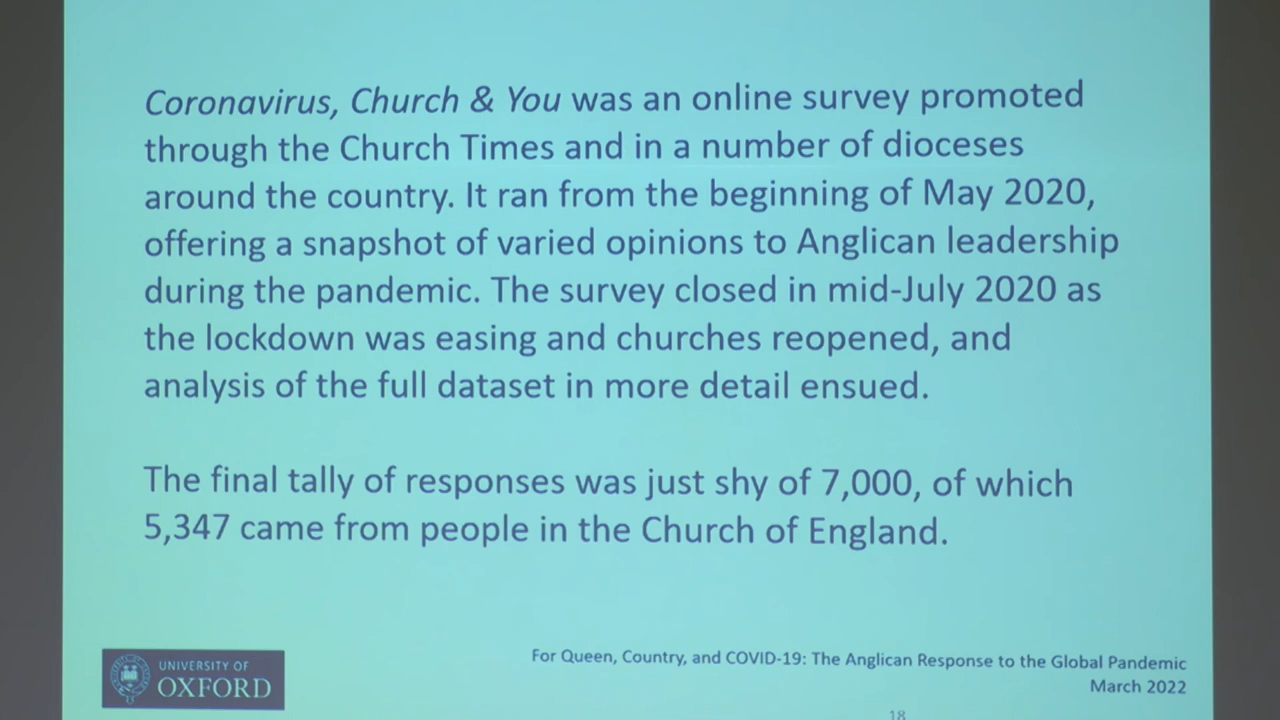 Coronavirus, Church & You was an online survey promoted
through the Church Times and in a number of dioceses
around the country. It ran from the beginning of May 2020,
offering a snapshot of varied opinions to Anglican leadership
during the pandemic. The survey closed in mid-July 2020 as
the lockdown was easing and churches reopened, and
analysis of the full dataset in more detail ensued.
The final tally of responses was just shy of 7,000, of which
5,347 came from people in the Church of England.
UNIVERSITY OF
OXFORD
For Queen, Country, and COVID-19: The Anglican Response to the Global Pandemic
March 2022
18